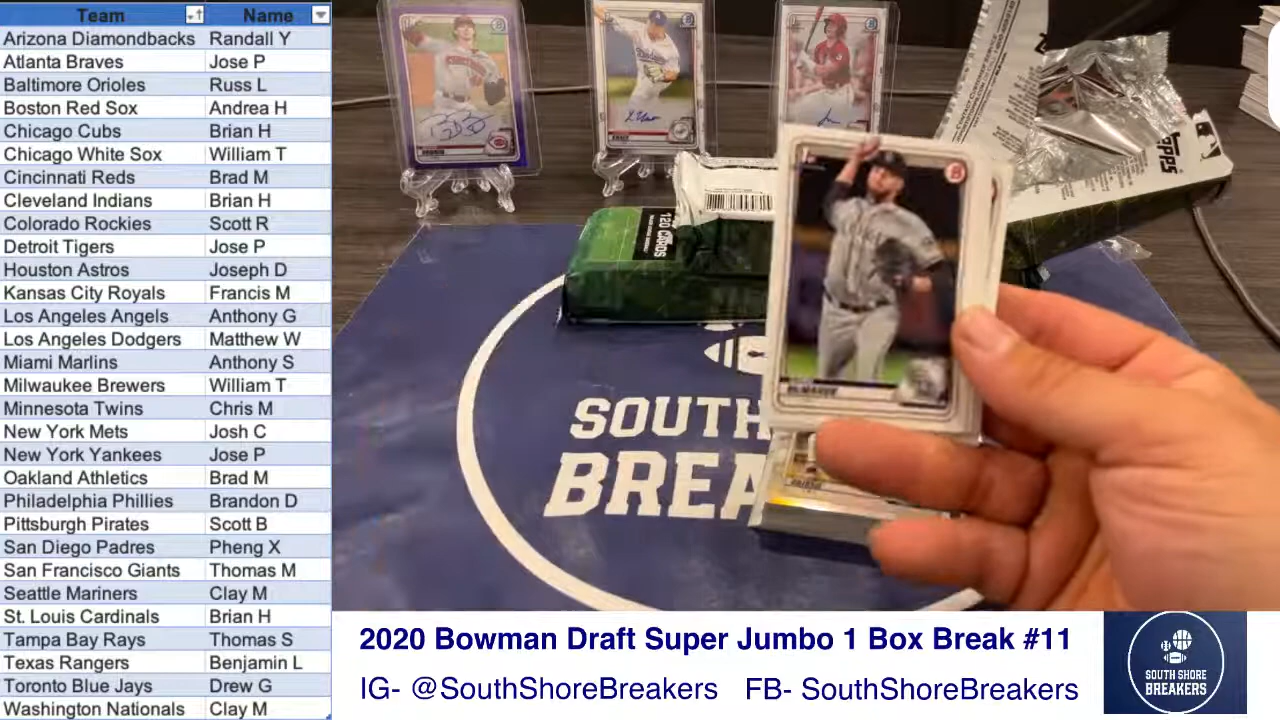 Team Name
Arizona Diamondbacks Randall Y
Atlanta Braves Jose P
Baltimore Orioles Russ L
Boston Red Sox Andrea H
Chicago Cubs Brian H
Chicago White Sox William T
Cincinnati Reds Brad M
Cleveland Indians Brian H
Colorado Rockies Scott R
Detroit Tigers Jose P
Houston Astros Joseph D
Kansas City Royals Francis M
Los Angeles Angels Anthony G
Los Angeles Dodgers Matthew W
Miami Marlins Anthony S
Milwaukee Brewers William T
Minnesota Twins Chris M
New York Mets Josh C
New York Yankees Jose P
Oakland Athletics Brad M
Philadelphia Phillies Brandon D
Pittsburgh Pirates Scott B
San Diego Padres Pheng X
San Francisco Giants Thomas M
Seattle Mariners Clay M
St. Louis Cardinals Brian H
Tampa Bay Rays Thomas S
Texas Rangers Benjamin L
Toronto Blue Jays Drew G
Washington Nationals Clay M
120 CARDS
Topps
B
SOUTH
BREA
2020 Bowman Draft Super Jumbo 1 Box Break #11
IG- @SouthShoreBreakers FB- SouthShoreBreakers
SOUTH SHORE
BREAKERS